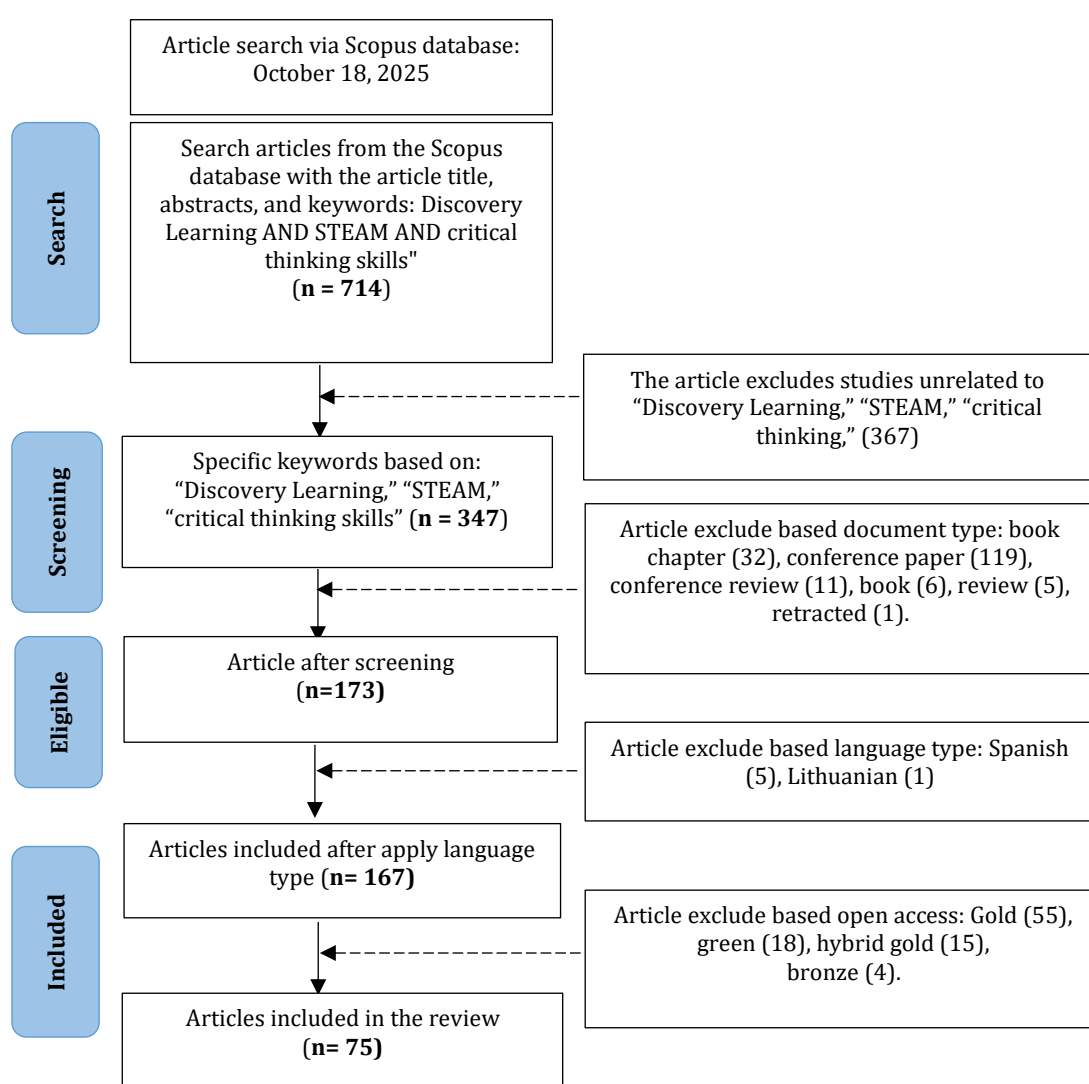 Article search via Scopus database:
October 18, 2025
Search
Search articles from the Scopus
database with the article title,
abstracts, and keywords: Discovery
Learning AND STEAM AND critical
thinking skills"
(n = 714)
The article excludes studies unrelated to
“Discovery Learning,” “STEAM,” “critical
thinking,” (367)
Screening
Specific keywords based on:
“Discovery Learning,” “STEAM,”
“critical thinking skills” (n = 347)
Article exclude based document type: book
chapter (32), conference paper (119),
conference review (11), book (6), review (5),
retracted (1).
Eligible
Article after screening
(n=173)
Article exclude based language type: Spanish
(5), Lithuanian (1)
Included
Articles included after apply language
type (n= 167)
Article exclude based open access: Gold (55),
green (18), hybrid gold (15),
bronze (4).
Articles included in the review
(n= 75)